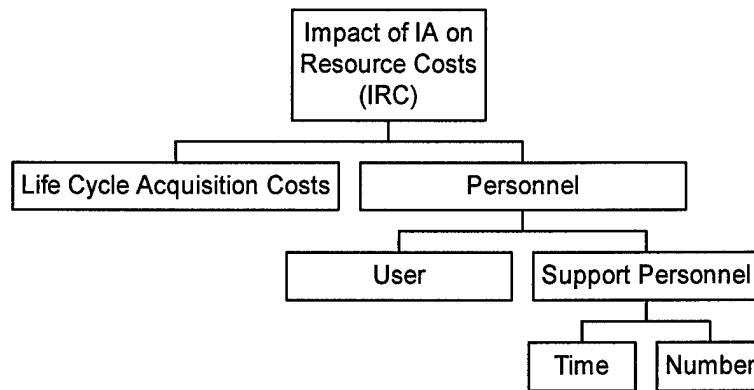 Impact of IA on
Resource Costs
(IRC)
Life Cycle Acquisition Costs
Personnel
User
Support Personnel
Time
Number